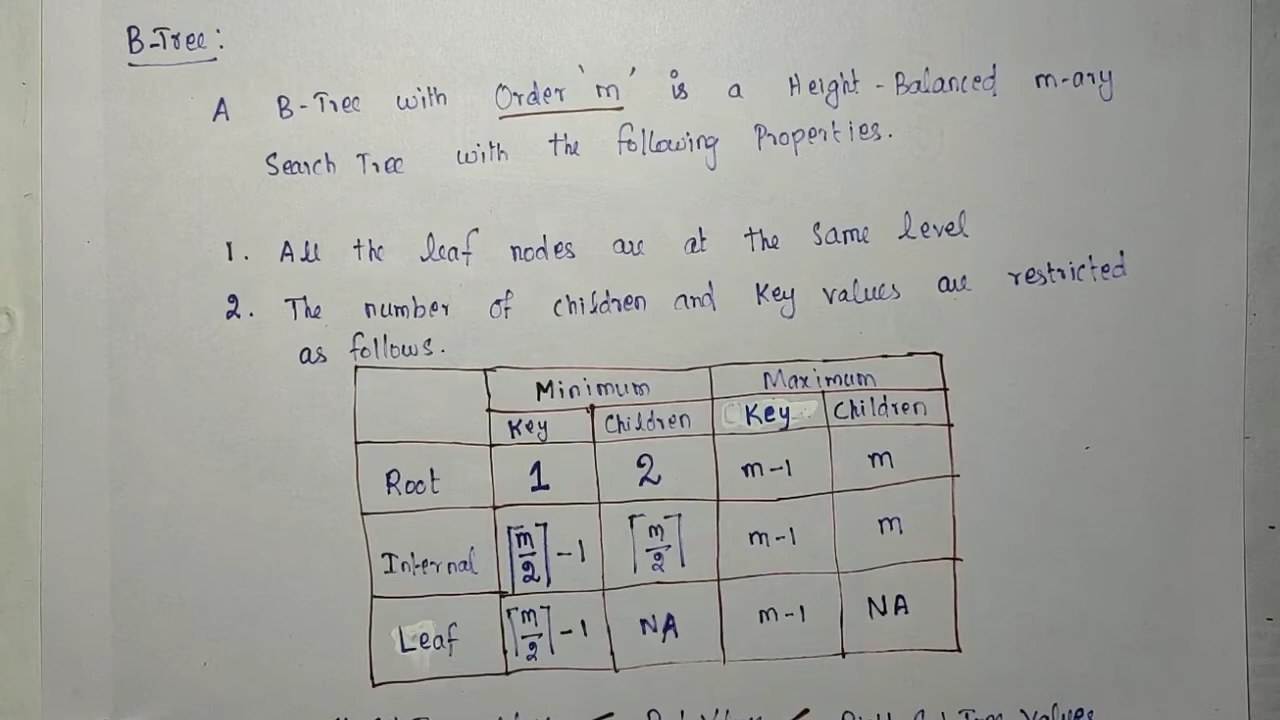 B-Tree:
A B-Tree with Order 'm' is a Height-Balanced m-ary
Search Tree with the following Properties.
1. All the leaf nodes are at the same level
2. The number of children and Key values are restricted
as follows.
Minimum Maximum
Key Children Key Children
Root 1 2 m-1 m
Internal ⌈m/2⌉-1 ⌈m/2⌉ m-1 m
Leaf ⌈m/2⌉-1 NA m-1 NA